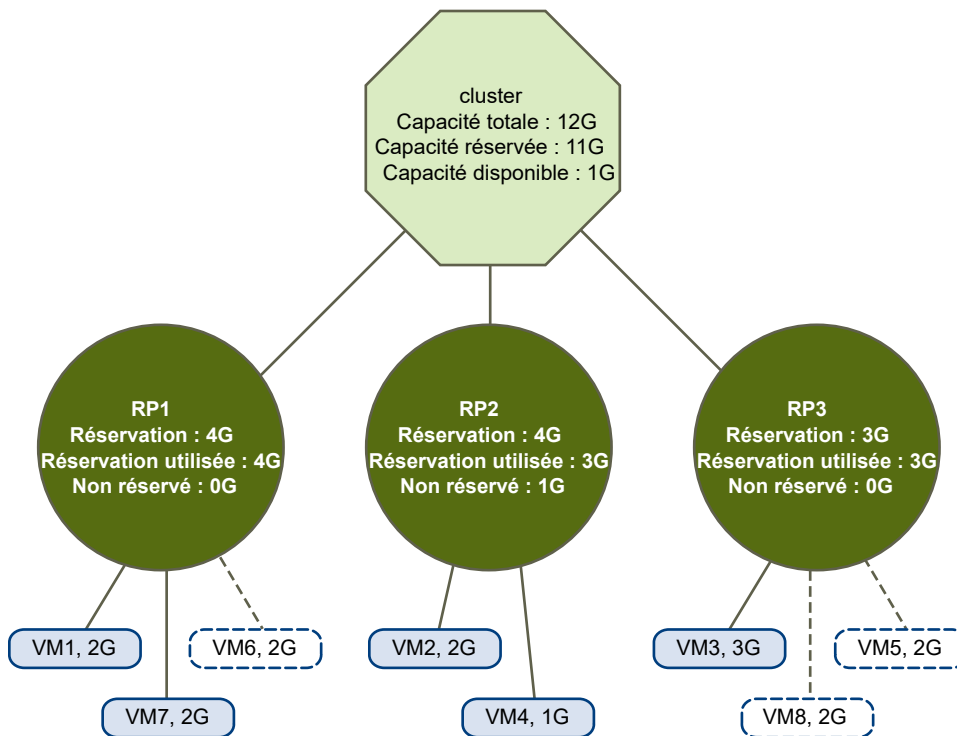 cluster
Capacité totale : 12G
Capacité réservée : 11G
Capacité disponible : 1G
RP1
Réservation : 4G
Réservation utilisée : 4G
Non réservé : 0G
RP2
Réservation : 4G
Réservation utilisée : 3G
Non réservé : 1G
RP3
Réservation : 3G
Réservation utilisée : 3G
Non réservé : 0G
VM1, 2G
VM6, 2G
VM2, 2G
VM3, 3G
VM5, 2G
VM7, 2G
VM4, 1G
VM8, 2G